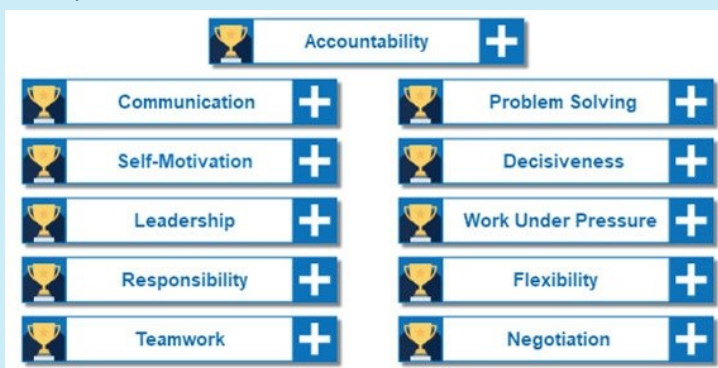 Accountability
Communication
Problem Solving
Self-Motivation
Decisiveness
Leadership
Work Under Pressure
Responsibility
Flexibility
Teamwork
Negotiation